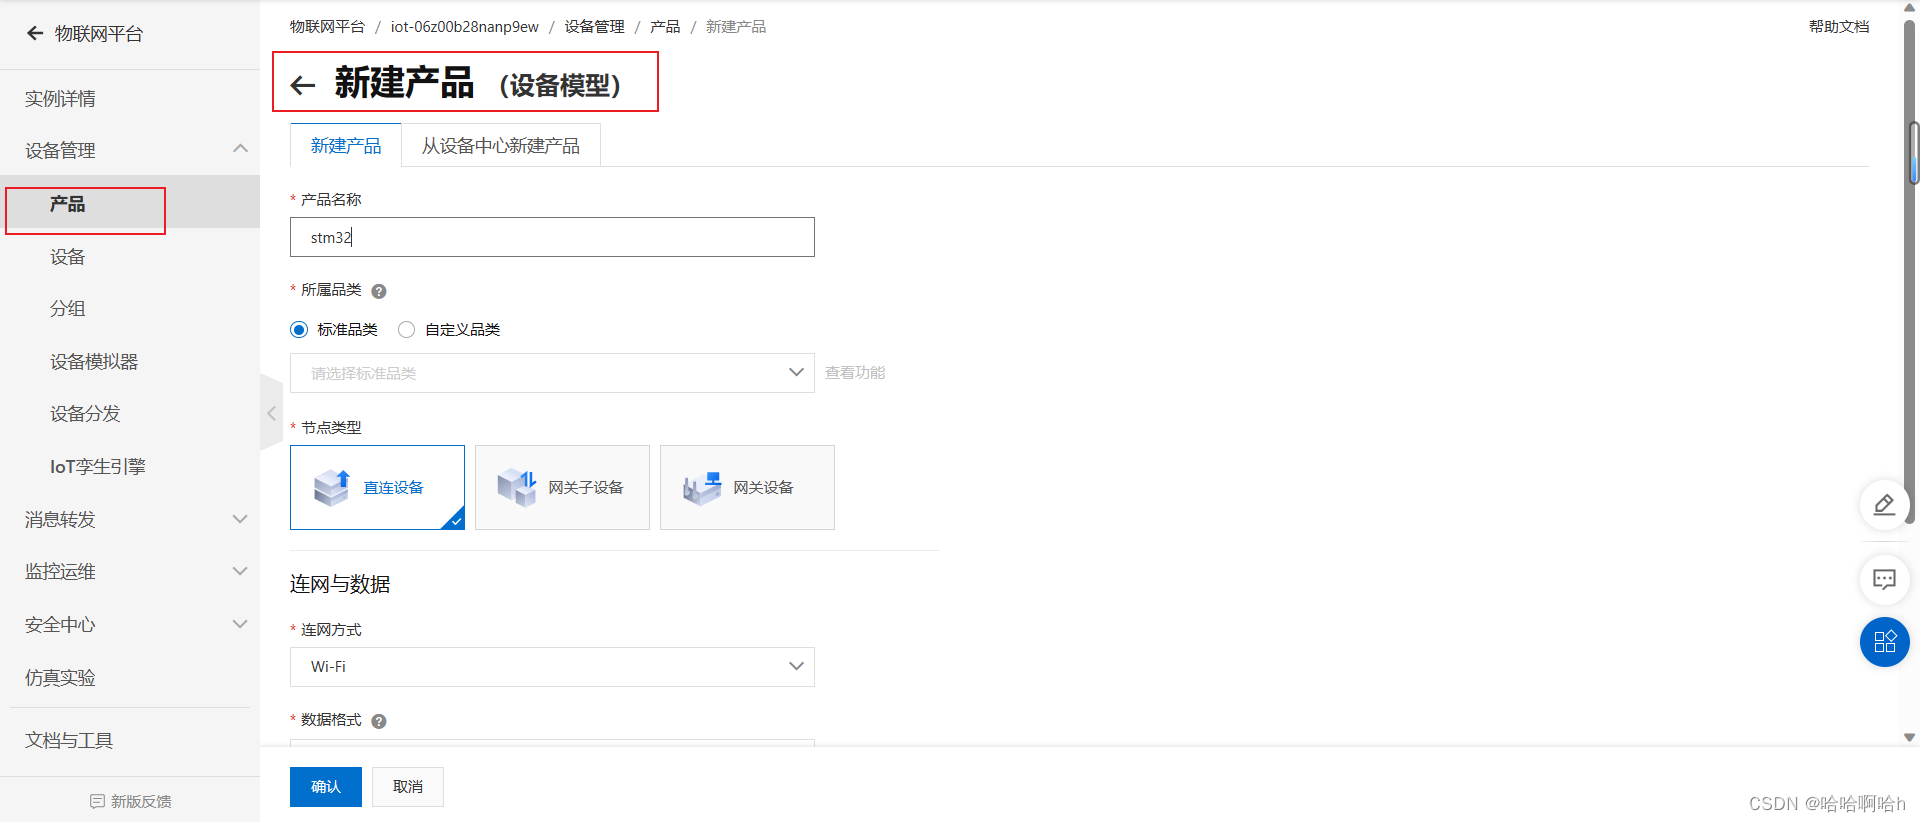 物联网平台
实例详情
设备管理
产品
设备
分组
设备模拟器
设备分发
IoT孪生引擎
消息转发
监控运维
安全中心
仿真实验
文档与工具
新版反馈
物联网平台 / iot-06z00b28nanp9ew / 设备管理 / 产品 / 新建产品
帮助文档
新建产品 (设备模型)
新建产品 从设备中心新建产品
* 产品名称
stm32
* 所属品类 ?
标准品类 自定义品类
请选择标准品类 查看功能
* 节点类型
直连设备 网关子设备 网关设备
连网与数据
* 连网方式
Wi-Fi
* 数据格式 ?
确认 取消
CSDN @哈哈啊哈h